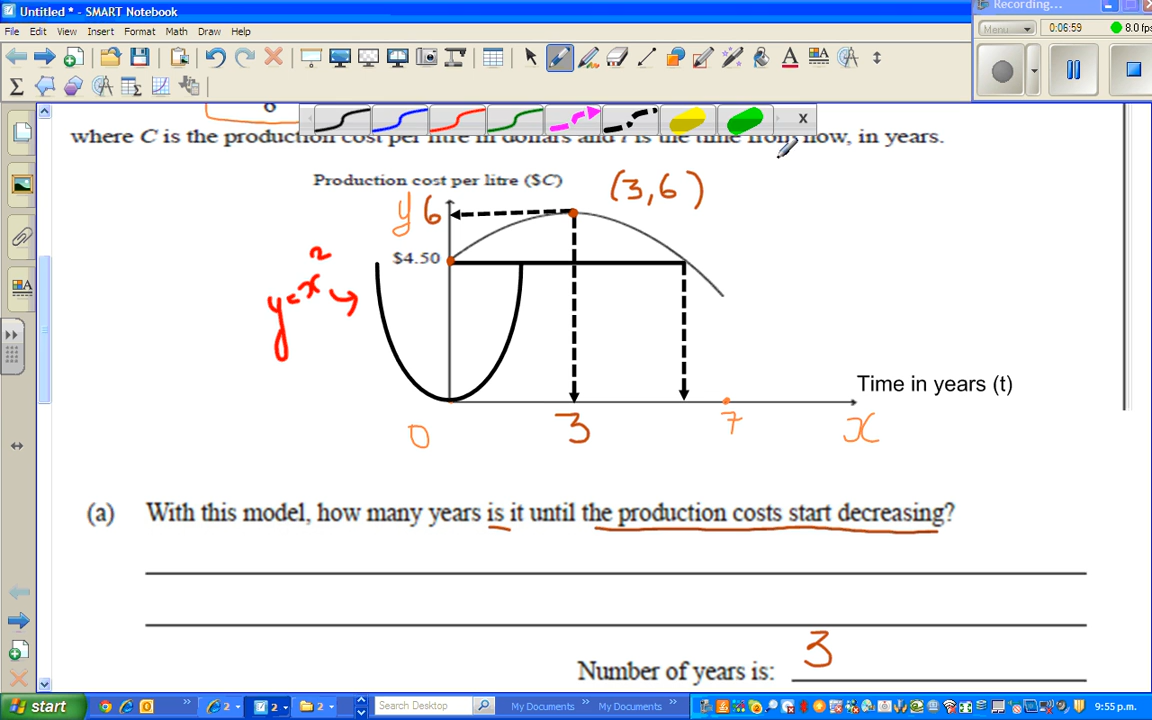 Untitled * - SMART Notebook
Recording...
File Edit View Insert Format Math Draw Help
Menu
0:06:59
8.0 fp
where C is the production cost per litre in dollars and t is the time from now, in years.
Production cost per litre ($C)
(3,6)
y 6
$4.50
y=x²
Time in years (t)
0
3
7
x
(a) With this model, how many years is it until the production costs start decreasing?
3
Number of years is:
start
2
2
2
Search Desktop
My Documents
My Documents
9:55 p.m.